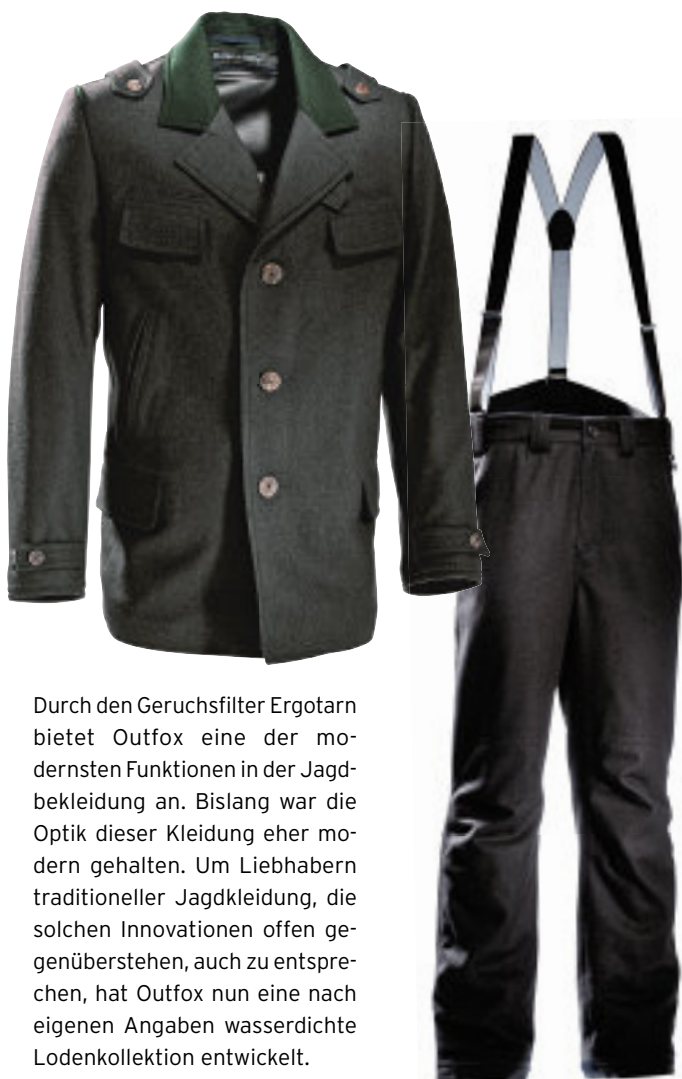 Durch den Geruchsfilter Ergotarn
bietet Outfox eine der mo-
dernsten Funktionen in der Jagd-
bekleidung an. Bislang war die
Optik dieser Kleidung eher mo-
dern gehalten. Um Liebhabern
traditioneller Jagdkleidung, die
solchen Innovationen offen ge-
genüberstehen, auch zu entspre-
chen, hat Outfox nun eine nach
eigenen Angaben wasserdichte
Lodenkollektion entwickelt.